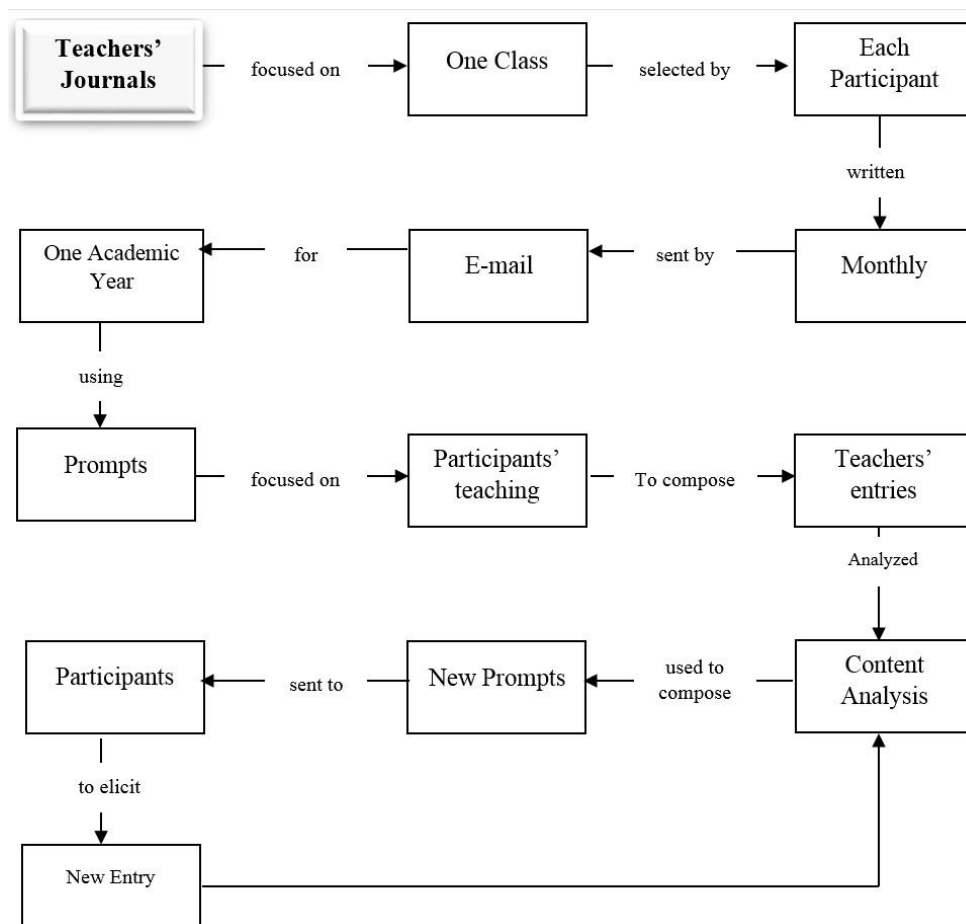 Teachers’
Journals
focused on
One Class
selected by
Each
Participant
written
Monthly
sent by
E-mail
for
One Academic
Year
using
Prompts
focused on
Participants’
teaching
To compose
Teachers’
entries
Analyzed
Content
Analysis
used to
compose
New Prompts
sent to
Participants
to elicit
New Entry